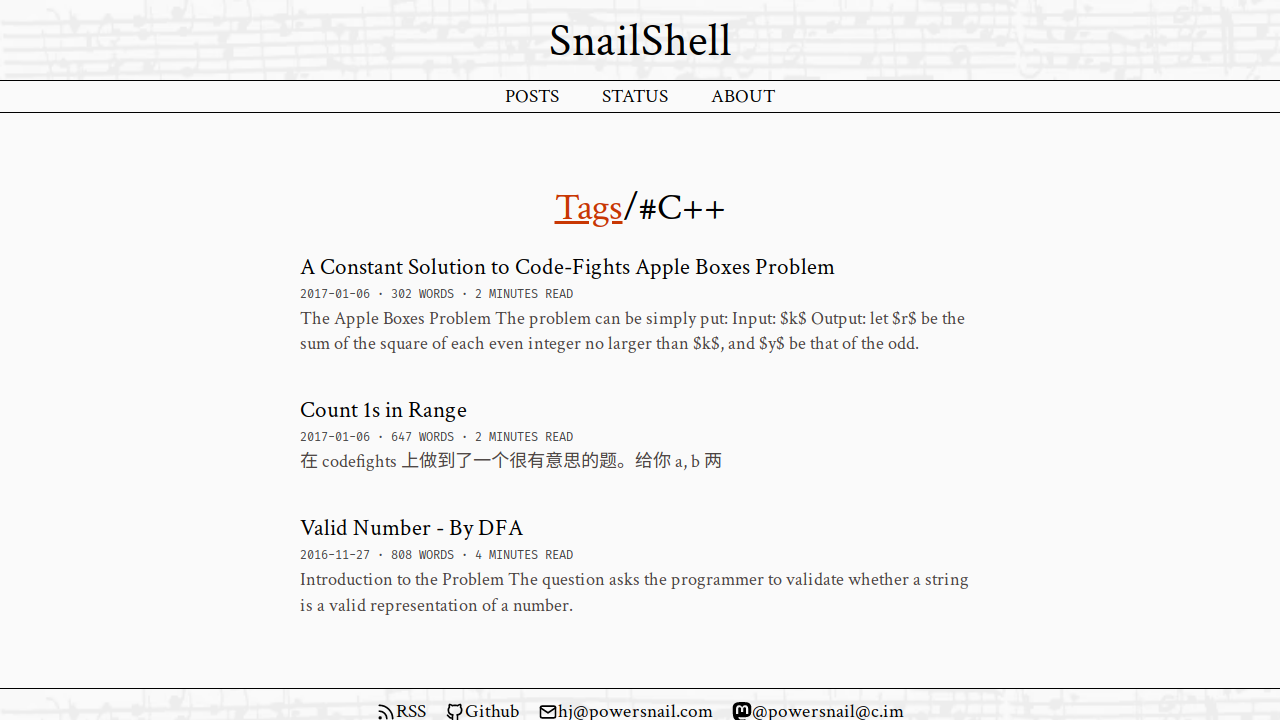 SnailShell
POSTS STATUS ABOUT
Tags/#C++
A Constant Solution to Code-Fights Apple Boxes Problem
2017-01-06 · 302 WORDS · 2 MINUTES READ
The Apple Boxes Problem The problem can be simply put: Input: $k$ Output: let $r$ be the
sum of the square of each even integer no larger than $k$, and $y$ be that of the odd.
Count 1s in Range
2017-01-06 · 647 WORDS · 2 MINUTES READ
在 codefights 上做到了一个很有意思的题。给你 a, b 两
Valid Number - By DFA
2016-11-27 · 808 WORDS · 4 MINUTES READ
Introduction to the Problem The question asks the programmer to validate whether a string
is a valid representation of a number.
RSS Github hj@powersnail.com @powersnail@c.im